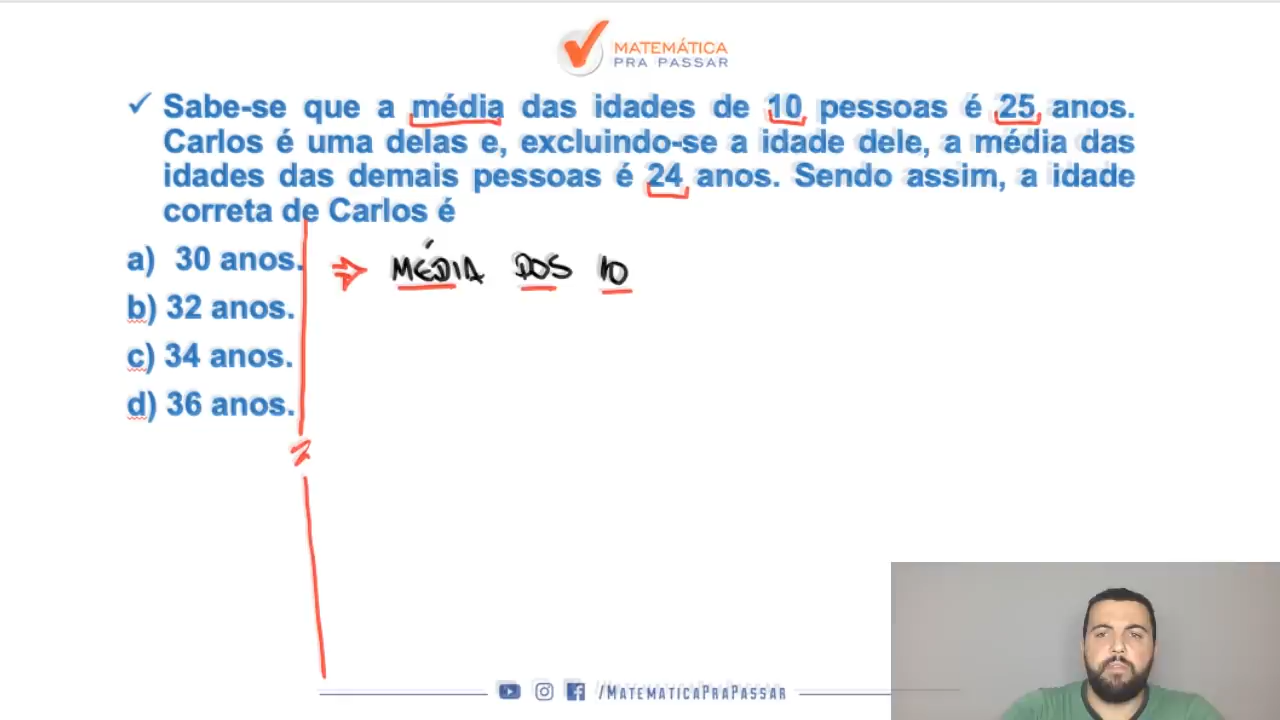 MATEMÁTICA
PRA PASSAR
✓ Sabe-se que a média das idades de 10 pessoas é 25 anos.
Carlos é uma delas e, excluindo-se a idade dele, a média das
idades das demais pessoas é 24 anos. Sendo assim, a idade
correta de Carlos é
a) 30 anos.
b) 32 anos.
c) 34 anos.
d) 36 anos.
⇒ MÉDIA DOS 10
/MATEMATICAPRAPASSAR